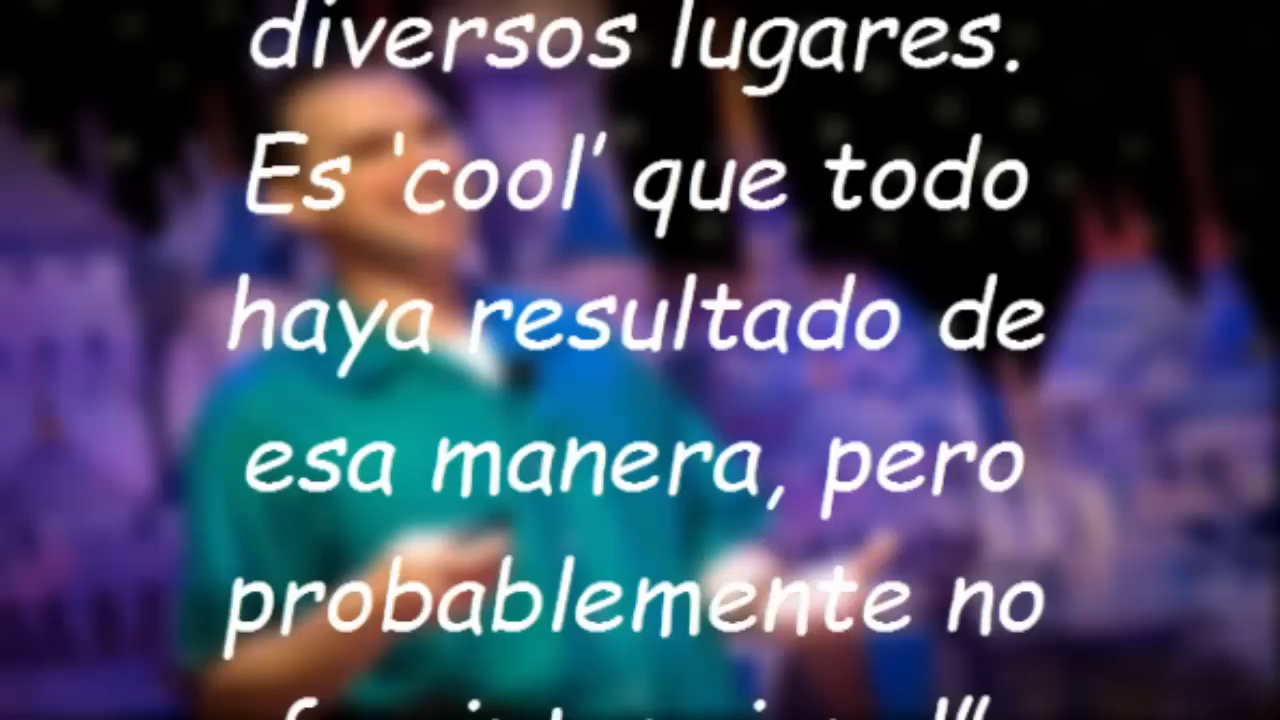 diversos lugares.
Es 'cool’ que todo
haya resultado de
esa manera, pero
probablemente no